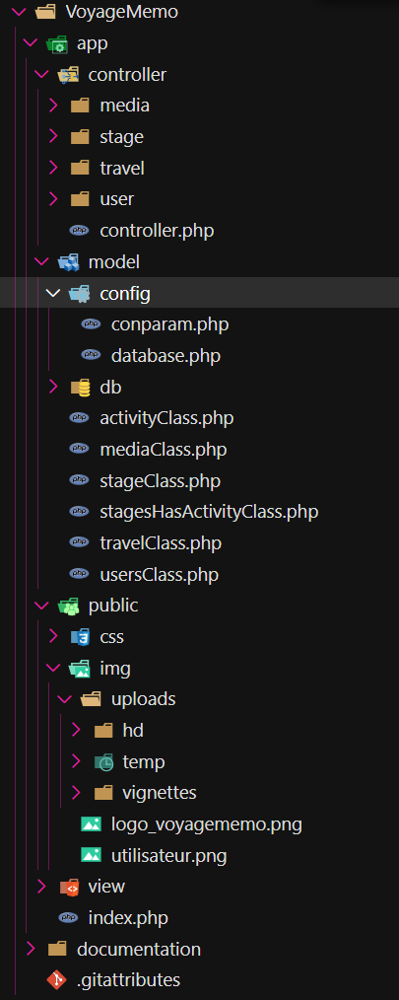 VoyageMemo
app
controller
media
stage
travel
user
controller.php
model
config
conparam.php
database.php
db
activityClass.php
mediaClass.php
stageClass.php
stagesHasActivityClass.php
travelClass.php
usersClass.php
public
css
img
uploads
hd
temp
vignettes
logo_voyagememo.png
utilisateur.png
view
index.php
documentation
.gitattributes